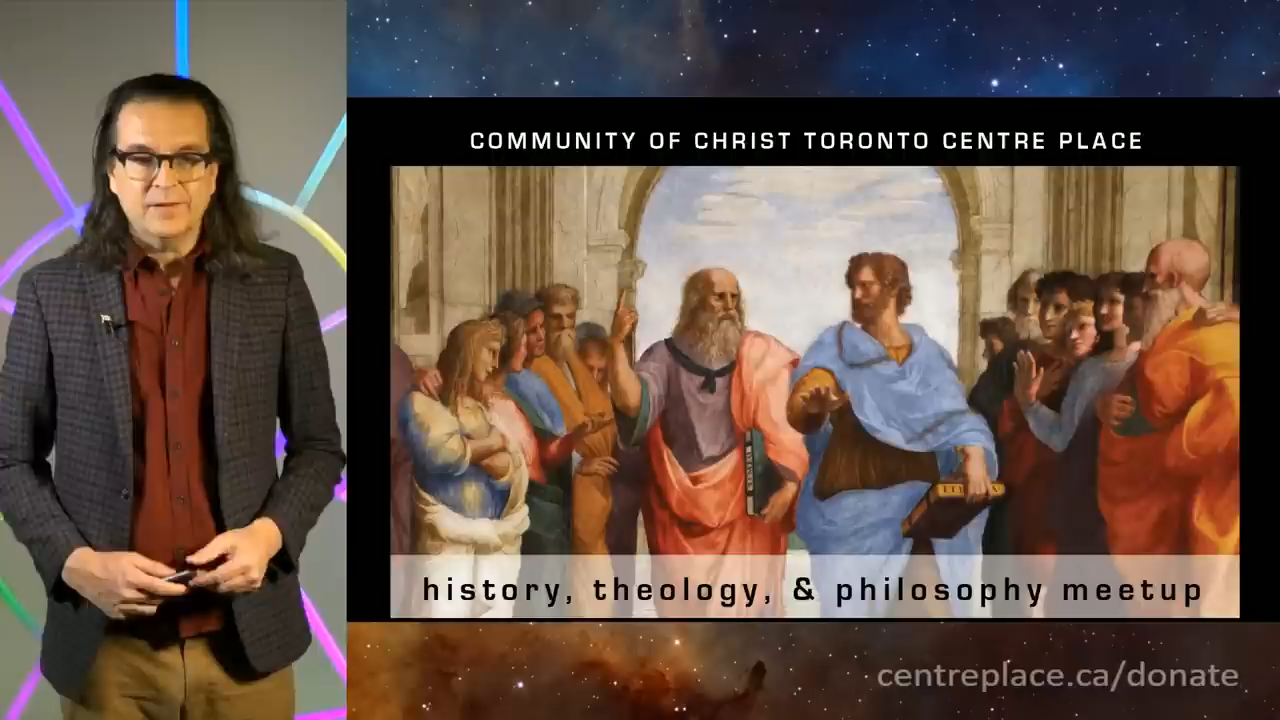 COMMUNITY OF CHRIST TORONTO CENTRE PLACE
history, theology, & philosophy meetup
centreplace.ca/donate